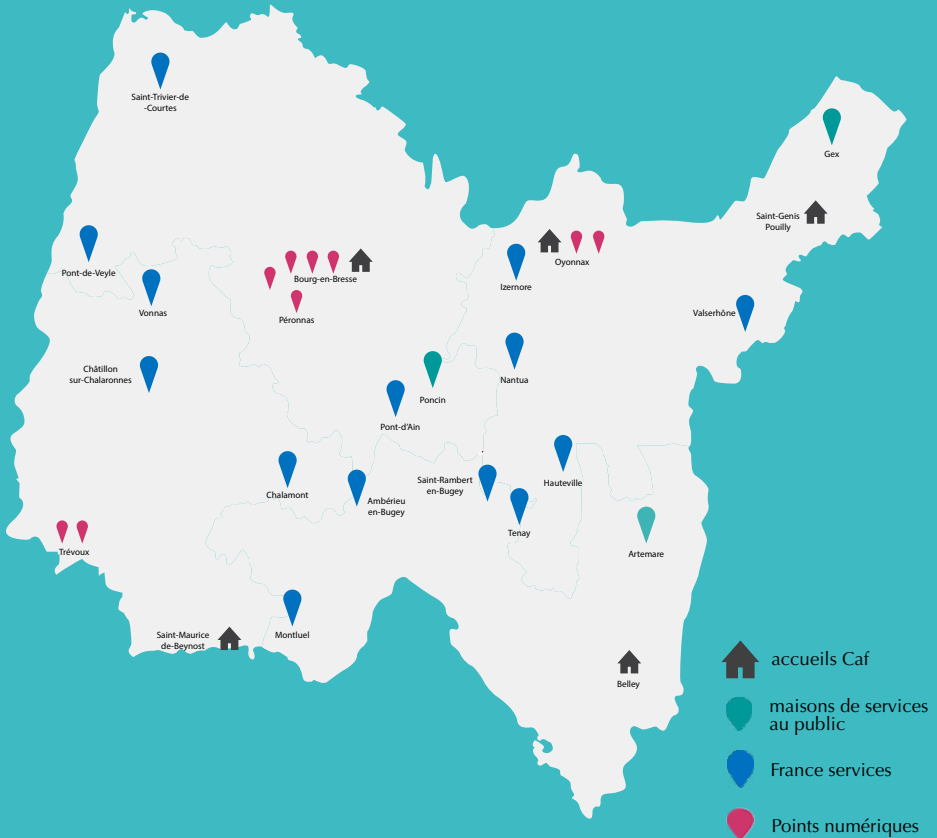 Saint-Trivier-de
-Courtes
Gex
Saint-Genis
Pouilly
Pont-de-Veyle
Bourg-en-Bresse
Oyonnax
Izernore
Vonnas
Péronnas
Valserhône
Châtillon
sur-Chalaronnes
Nantua
Poncin
Pont-d'Ain
Chalamont
Ambérieu
en-Bugey
Saint-Rambert
en-Bugey
Hauteville
Tenay
Trévoux
Artemare
Saint-Maurice
de-Beynost
Montluel
Belley
accueils Caf
maisons de services
au public
France services
Points numériques